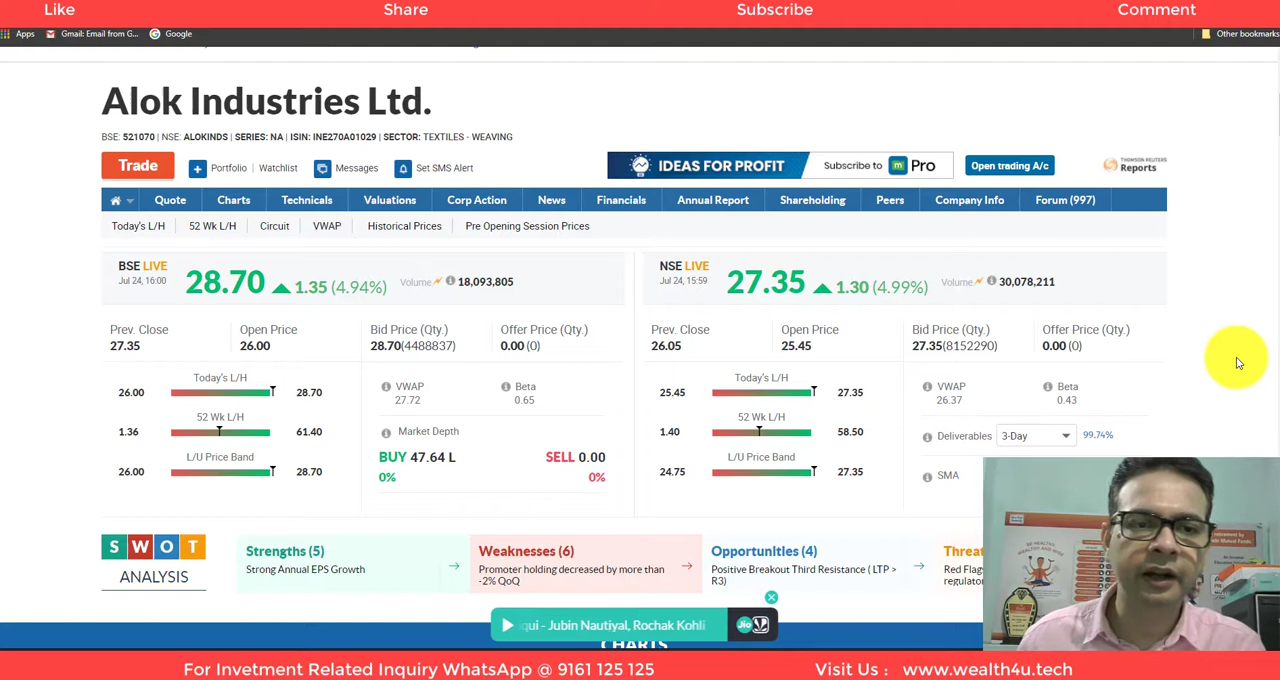 Like Share Subscribe Comment
Apps Gmail: Email from G... Google Other bookmarks
Alok Industries Ltd.
BSE: 521070 | NSE: ALOKINDS | SERIES: NA | ISIN: INE270A01029 | SECTOR: TEXTILES - WEAVING
Trade + Portfolio Watchlist Messages Set SMS Alert IDEAS FOR PROFIT Subscribe to m Pro Open trading A/c THOMSON REUTERS Reports
Quote Charts Technicals Valuations Corp Action News Financials Annual Report Shareholding Peers Company Info Forum (997)
Today's L/H 52 Wk L/H Circuit VWAP Historical Prices Pre Opening Session Prices
BSE LIVE
Jul 24, 16:00
28.70 1.35 (4.94%) Volume 18,093,805
NSE LIVE
Jul 24, 15:59
27.35 1.30 (4.99%) Volume 30,078,211
Prev. Close Open Price Bid Price (Qty.) Offer Price (Qty.)
27.35 26.00 28.70(4488837) 0.00 (0)
Today's L/H
26.00 28.70
52 Wk L/H
1.36 61.40
L/U Price Band
26.00 28.70
VWAP Beta
27.72 0.65
Market Depth
BUY 47.64 L SELL 0.00
0% 0%
Prev. Close Open Price Bid Price (Qty.) Offer Price (Qty.)
26.05 25.45 27.35(8152290) 0.00 (0)
Today's L/H
25.45 27.35
52 Wk L/H
1.40 58.50
L/U Price Band
24.75 27.35
VWAP Beta
26.37 0.43
Deliverables 3-Day 99.74%
SMA
S W O T
ANALYSIS
Strengths (5)
Strong Annual EPS Growth
Weaknesses (6)
Promoter holding decreased by more than
-2% QoQ
Opportunities (4)
Positive Breakout Third Resistance ( LTP >
R3)
Threat
Red Flag
regulator
qui - Jubin Nautiyal, Rochak Kohli Jio
CHARTS
For Invetment Related Inquiry WhatsApp @ 9161 125 125 Visit Us : www.wealth4u.tech